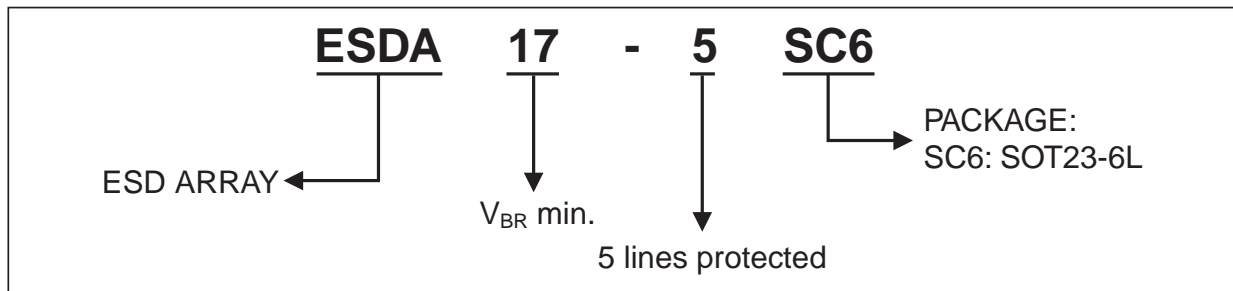 ESDA 17 - 5 SC6
PACKAGE:
SC6: SOT23-6L
ESD ARRAY
VBR min.
5 lines protected